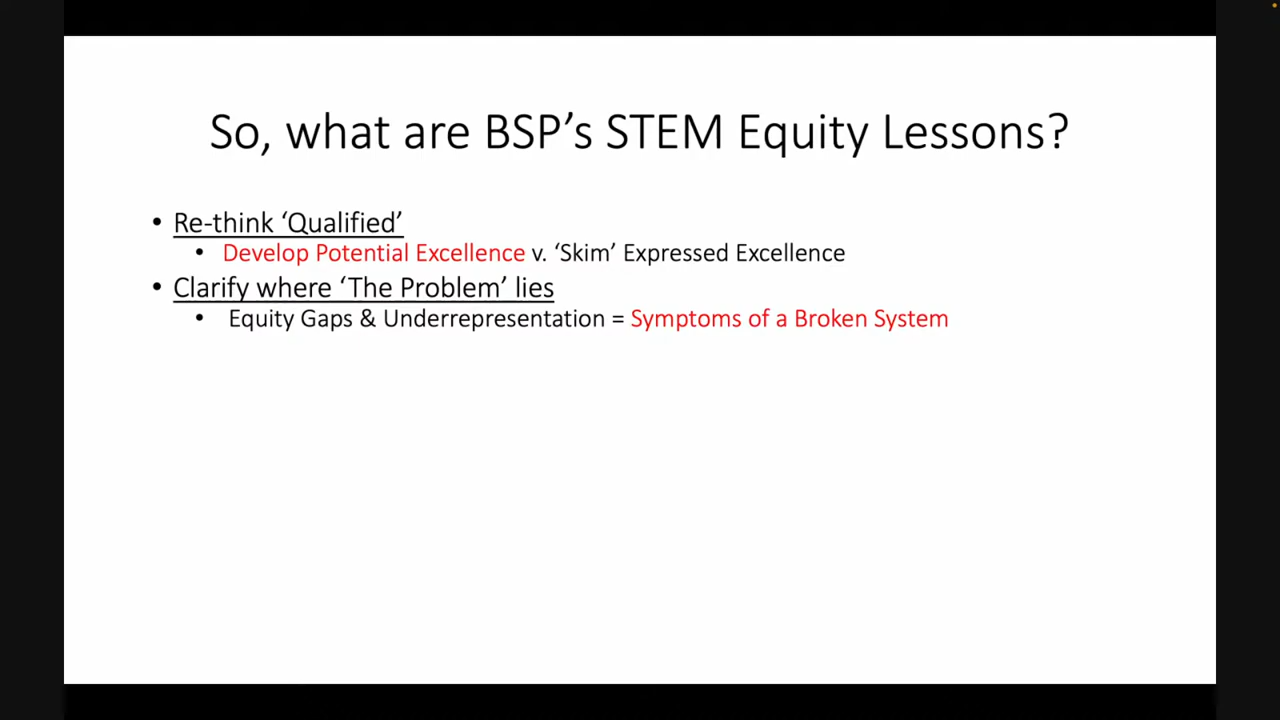 So, what are BSP’s STEM Equity Lessons?
• Re-think ‘Qualified’
• Develop Potential Excellence v. ‘Skim’ Expressed Excellence
• Clarify where ‘The Problem’ lies
• Equity Gaps & Underrepresentation = Symptoms of a Broken System